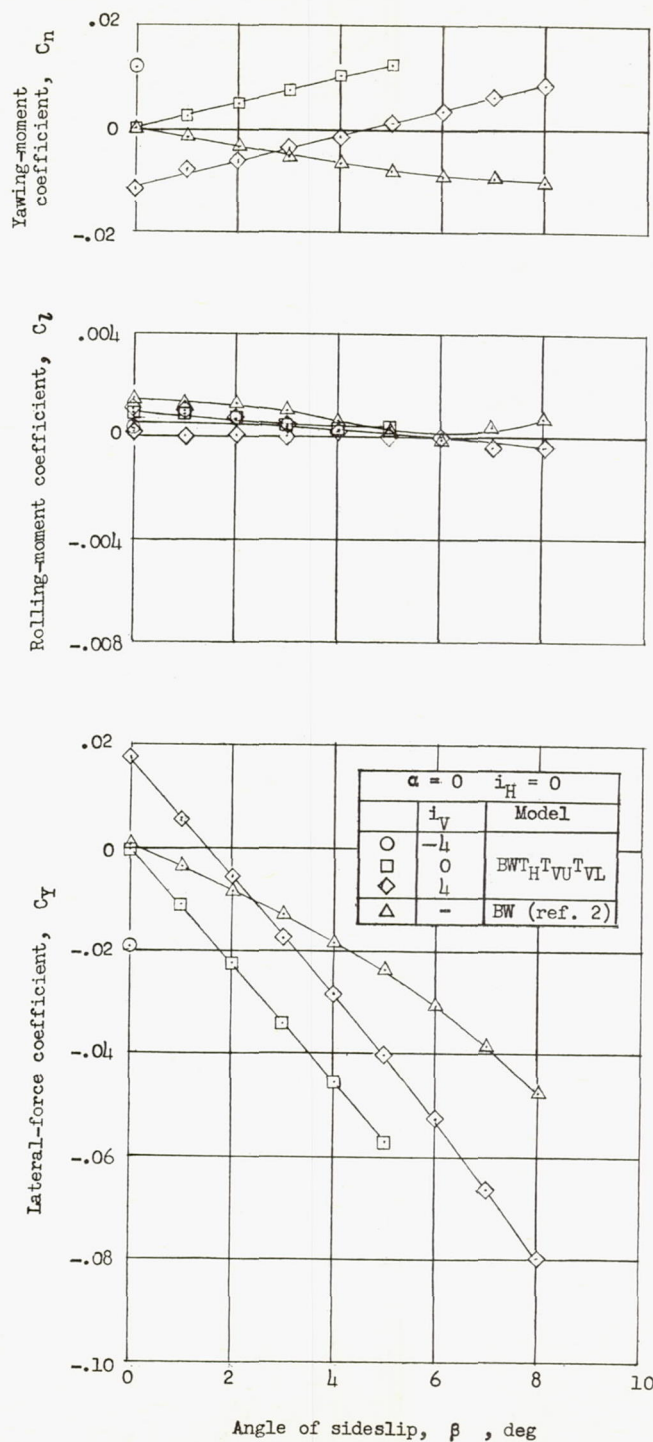 .02
0
-.02
Yawing-moment
coefficient, Cn
.004
0
-.004
-.008
Rolling-moment coefficient, Cl
.02
0
-.02
-.04
-.06
-.08
-.10
Lateral-force coefficient, CY
α = 0 iH = 0
iV Model
-4
0 BWTHTVUTVL
4
- BW (ref. 2)
0 2 4 6 8 10
Angle of sideslip, β , deg